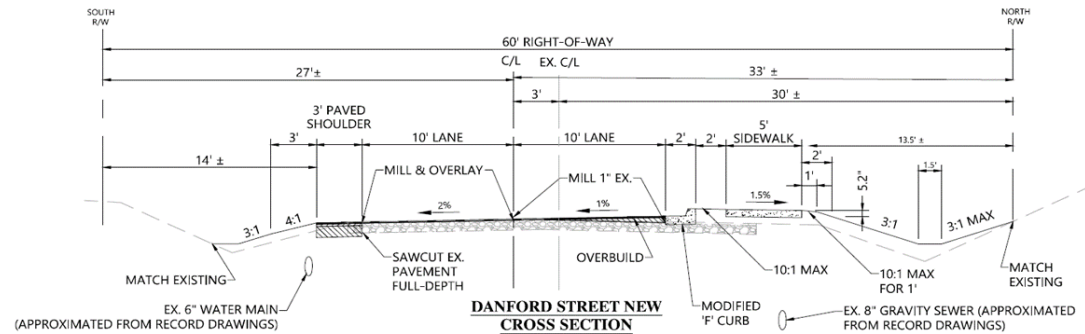 SOUTH
R/W
NORTH
R/W
60' RIGHT-OF-WAY
C/L
EX. C/L
27'±
33' ±
3'
30' ±
3' PAVED
SHOULDER
5'
SIDEWALK
3'
10' LANE
10' LANE
2'
2'
13.5' ±
14' ±
2'
1.5'
1'
5.2"
MILL & OVERLAY
MILL 1" EX.
2%
1%
1.5%
3:1
4:1
3:1
3:1 MAX
MATCH EXISTING
SAWCUT EX.
PAVEMENT
FULL-DEPTH
OVERBUILD
10:1 MAX
10:1 MAX
FOR 1'
MATCH
EXISTING
EX. 6" WATER MAIN
(APPROXIMATED FROM RECORD DRAWINGS)
DANFORD STREET NEW
CROSS SECTION
MODIFIED
'F' CURB
EX. 8" GRAVITY SEWER (APPROXIMATED
FROM RECORD DRAWINGS)